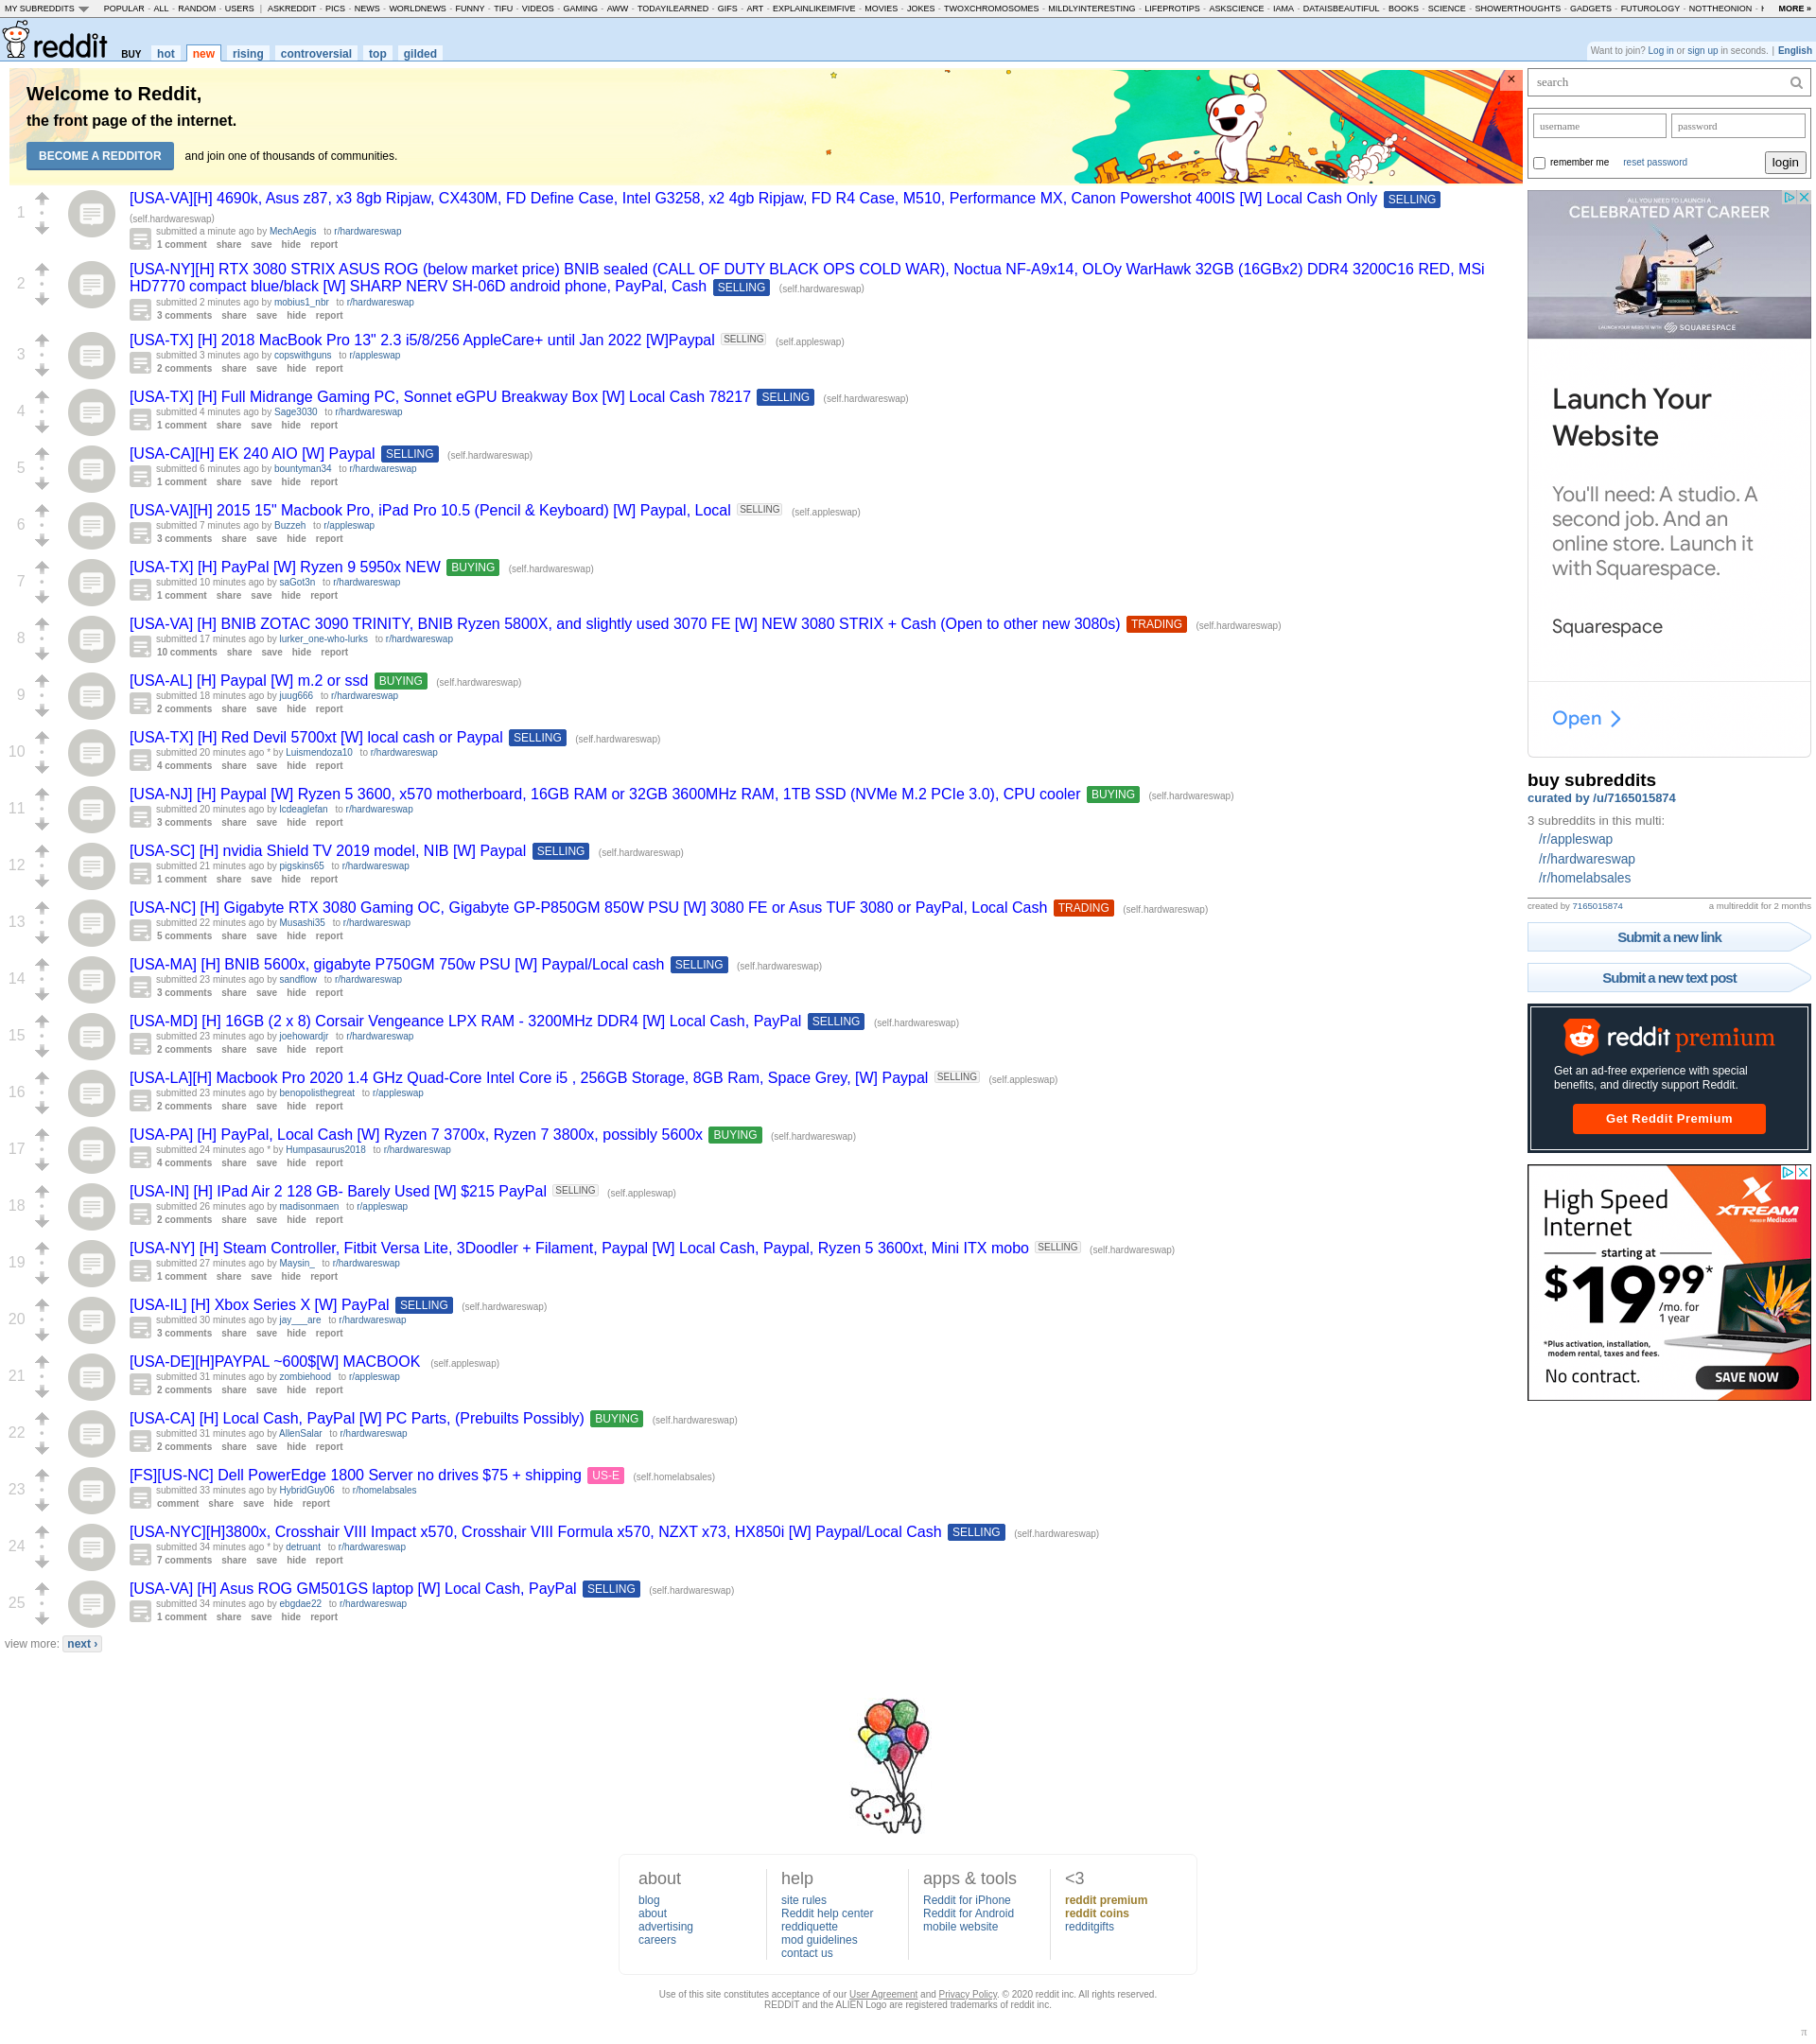 MY SUBREDDITS POPULAR - ALL - RANDOM - USERS | ASKREDDIT - PICS - NEWS - WORLDNEWS - FUNNY - TIFU - VIDEOS - GAMING - AWW - TODAYILEARNED - GIFS - ART - EXPLAINLIKEIMFIVE - MOVIES - JOKES - TWOXCHROMOSOMES - MILDLYINTERESTING - LIFEPROTIPS - ASKSCIENCE - IAMA - DATAISBEAUTIFUL - BOOKS - SCIENCE - SHOWERTHOUGHTS - GADGETS - FUTUROLOGY - NOTTHEONION - MORE »
reddit BUY hot new rising controversial top gilded
Want to join? Log in or sign up in seconds. | English
Welcome to Reddit,
the front page of the internet.
BECOME A REDDITOR and join one of thousands of communities.
×
1
[USA-VA][H] 4690k, Asus z87, x3 8gb Ripjaw, CX430M, FD Define Case, Intel G3258, x2 4gb Ripjaw, FD R4 Case, M510, Performance MX, Canon Powershot 400IS [W] Local Cash Only SELLING
(self.hardwareswap)
submitted a minute ago by MechAegis to r/hardwareswap
1 comment share save hide report
2
[USA-NY][H] RTX 3080 STRIX ASUS ROG (below market price) BNIB sealed (CALL OF DUTY BLACK OPS COLD WAR), Noctua NF-A9x14, OLOy WarHawk 32GB (16GBx2) DDR4 3200C16 RED, MSi
HD7770 compact blue/black [W] SHARP NERV SH-06D android phone, PayPal, Cash SELLING (self.hardwareswap)
submitted 2 minutes ago by mobius1_nbr to r/hardwareswap
3 comments share save hide report
3
[USA-TX] [H] 2018 MacBook Pro 13" 2.3 i5/8/256 AppleCare+ until Jan 2022 [W]Paypal SELLING (self.appleswap)
submitted 3 minutes ago by copswithguns to r/appleswap
2 comments share save hide report
4
[USA-TX] [H] Full Midrange Gaming PC, Sonnet eGPU Breakway Box [W] Local Cash 78217 SELLING (self.hardwareswap)
submitted 4 minutes ago by Sage3030 to r/hardwareswap
1 comment share save hide report
5
[USA-CA][H] EK 240 AIO [W] Paypal SELLING (self.hardwareswap)
submitted 6 minutes ago by bountyman34 to r/hardwareswap
1 comment share save hide report
6
[USA-VA][H] 2015 15" Macbook Pro, iPad Pro 10.5 (Pencil & Keyboard) [W] Paypal, Local SELLING (self.appleswap)
submitted 7 minutes ago by Buzzeh to r/appleswap
3 comments share save hide report
7
[USA-TX] [H] PayPal [W] Ryzen 9 5950x NEW BUYING (self.hardwareswap)
submitted 10 minutes ago by saGot3n to r/hardwareswap
1 comment share save hide report
8
[USA-VA] [H] BNIB ZOTAC 3090 TRINITY, BNIB Ryzen 5800X, and slightly used 3070 FE [W] NEW 3080 STRIX + Cash (Open to other new 3080s) TRADING (self.hardwareswap)
submitted 17 minutes ago by lurker_one-who-lurks to r/hardwareswap
10 comments share save hide report
9
[USA-AL] [H] Paypal [W] m.2 or ssd BUYING (self.hardwareswap)
submitted 18 minutes ago by juug666 to r/hardwareswap
2 comments share save hide report
10
[USA-TX] [H] Red Devil 5700xt [W] local cash or Paypal SELLING (self.hardwareswap)
submitted 20 minutes ago * by Luismendoza10 to r/hardwareswap
4 comments share save hide report
11
[USA-NJ] [H] Paypal [W] Ryzen 5 3600, x570 motherboard, 16GB RAM or 32GB 3600MHz RAM, 1TB SSD (NVMe M.2 PCIe 3.0), CPU cooler BUYING (self.hardwareswap)
submitted 20 minutes ago by lcdeaglefan to r/hardwareswap
3 comments share save hide report
12
[USA-SC] [H] nvidia Shield TV 2019 model, NIB [W] Paypal SELLING (self.hardwareswap)
submitted 21 minutes ago by pigskins65 to r/hardwareswap
1 comment share save hide report
13
[USA-NC] [H] Gigabyte RTX 3080 Gaming OC, Gigabyte GP-P850GM 850W PSU [W] 3080 FE or Asus TUF 3080 or PayPal, Local Cash TRADING (self.hardwareswap)
submitted 22 minutes ago by Musashi35 to r/hardwareswap
5 comments share save hide report
14
[USA-MA] [H] BNIB 5600x, gigabyte P750GM 750w PSU [W] Paypal/Local cash SELLING (self.hardwareswap)
submitted 23 minutes ago by sandflow to r/hardwareswap
3 comments share save hide report
15
[USA-MD] [H] 16GB (2 x 8) Corsair Vengeance LPX RAM - 3200MHz DDR4 [W] Local Cash, PayPal SELLING (self.hardwareswap)
submitted 23 minutes ago by joehowardjr to r/hardwareswap
2 comments share save hide report
16
[USA-LA][H] Macbook Pro 2020 1.4 GHz Quad-Core Intel Core i5 , 256GB Storage, 8GB Ram, Space Grey, [W] Paypal SELLING (self.appleswap)
submitted 23 minutes ago by benopolisthegreat to r/appleswap
2 comments share save hide report
17
[USA-PA] [H] PayPal, Local Cash [W] Ryzen 7 3700x, Ryzen 7 3800x, possibly 5600x BUYING (self.hardwareswap)
submitted 24 minutes ago * by Humpasaurus2018 to r/hardwareswap
4 comments share save hide report
18
[USA-IN] [H] IPad Air 2 128 GB- Barely Used [W] $215 PayPal SELLING (self.appleswap)
submitted 26 minutes ago by madisonmaen to r/appleswap
2 comments share save hide report
19
[USA-NY] [H] Steam Controller, Fitbit Versa Lite, 3Doodler + Filament, Paypal [W] Local Cash, Paypal, Ryzen 5 3600xt, Mini ITX mobo SELLING (self.hardwareswap)
submitted 27 minutes ago by Maysin_ to r/hardwareswap
1 comment share save hide report
20
[USA-IL] [H] Xbox Series X [W] PayPal SELLING (self.hardwareswap)
submitted 30 minutes ago by jay___are to r/hardwareswap
3 comments share save hide report
21
[USA-DE][H]PAYPAL ~600$[W] MACBOOK (self.appleswap)
submitted 31 minutes ago by zombiehood to r/appleswap
2 comments share save hide report
22
[USA-CA] [H] Local Cash, PayPal [W] PC Parts, (Prebuilts Possibly) BUYING (self.hardwareswap)
submitted 31 minutes ago by AllenSalar to r/hardwareswap
2 comments share save hide report
23
[FS][US-NC] Dell PowerEdge 1800 Server no drives $75 + shipping US-E (self.homelabsales)
submitted 33 minutes ago by HybridGuy06 to r/homelabsales
comment share save hide report
24
[USA-NYC][H]3800x, Crosshair VIII Impact x570, Crosshair VIII Formula x570, NZXT x73, HX850i [W] Paypal/Local Cash SELLING (self.hardwareswap)
submitted 34 minutes ago * by detruant to r/hardwareswap
7 comments share save hide report
25
[USA-VA] [H] Asus ROG GM501GS laptop [W] Local Cash, PayPal SELLING (self.hardwareswap)
submitted 34 minutes ago by ebgdae22 to r/hardwareswap
1 comment share save hide report
view more: next ›
search
username password
remember me reset password login
ALL YOU NEED TO LAUNCH A
CELEBRATED ART CAREER
LAUNCH YOUR WEBSITE WITH SQUARESPACE
Launch Your
Website
You'll need: A studio. A
second job. And an
online store. Launch it
with Squarespace.
Squarespace
Open
buy subreddits
curated by /u/7165015874
3 subreddits in this multi:
/r/appleswap
/r/hardwareswap
/r/homelabsales
created by 7165015874 a multireddit for 2 months
Submit a new link
Submit a new text post
reddit premium
Get an ad-free experience with special
benefits, and directly support Reddit.
Get Reddit Premium
High Speed
Internet
XTREAM
POWERED BY Mediacom
starting at
$19.99*
/mo. for
1 year
*Plus activation, installation,
modem rental, taxes and fees.
No contract. SAVE NOW
about
blog
about
advertising
careers
help
site rules
Reddit help center
reddiquette
mod guidelines
contact us
apps & tools
Reddit for iPhone
Reddit for Android
mobile website
<3
reddit premium
reddit coins
redditgifts
Use of this site constitutes acceptance of our User Agreement and Privacy Policy. © 2020 reddit inc. All rights reserved.
REDDIT and the ALIEN Logo are registered trademarks of reddit inc.
π